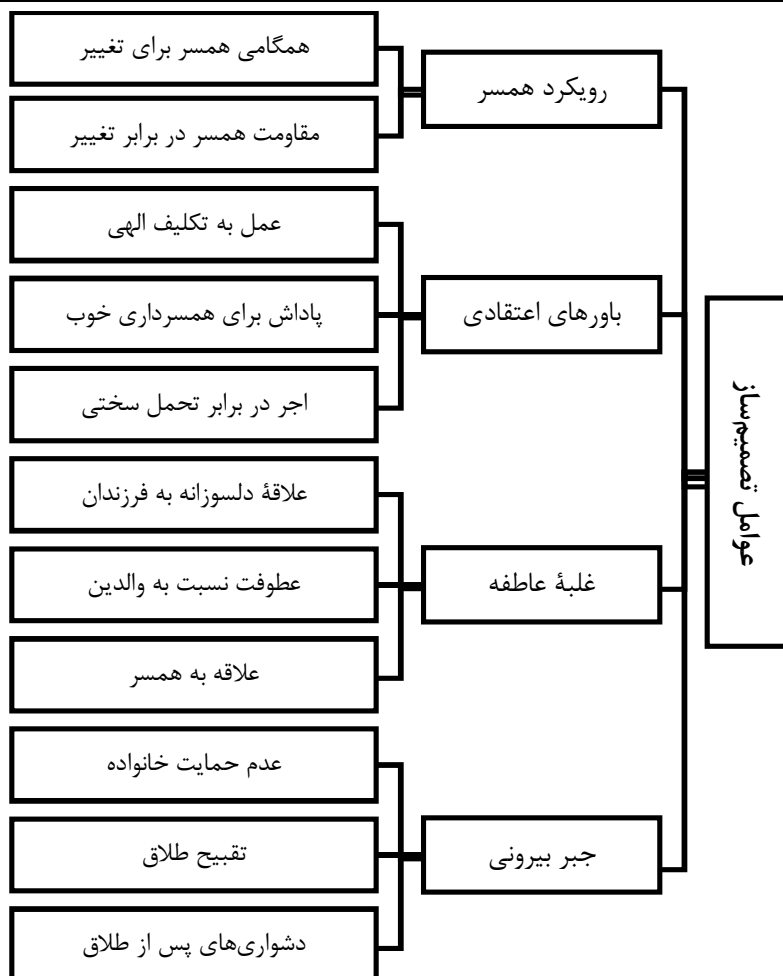 عوامل تصمیم‌ساز
رویکرد همسر
همگامی همسر برای تغییر
مقاومت همسر در برابر تغییر
باورهای اعتقادی
عمل به تکلیف الهی
پاداش برای همسرداری خوب
اجر در برابر تحمل سختی
غلبهٔ عاطفه
علاقهٔ دلسوزانه به فرزندان
عطوفت نسبت به والدین
علاقه به همسر
جبر بیرونی
عدم حمایت خانواده
تقبیح طلاق
دشواری‌های پس از طلاق